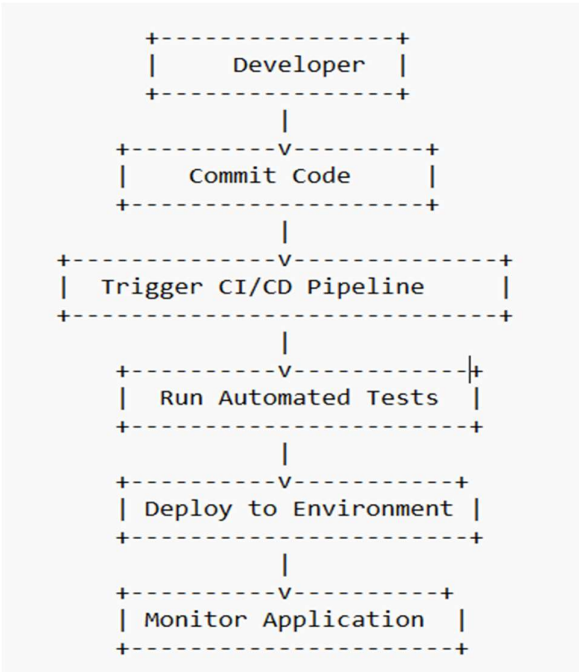 +----------------+
|     Developer  |
+----------------+
|
+----------v---------+
|    Commit Code     |
+--------------------+
|
+--------------v--------------+
|  Trigger CI/CD Pipeline     |
+-----------------------------+
|
+----------v------------+
|  Run Automated Tests  |
+-----------------------+
|
+----------v-----------+
| Deploy to Environment |
+-----------------------+
|
+----------v----------+
| Monitor Application  |
+----------------------+